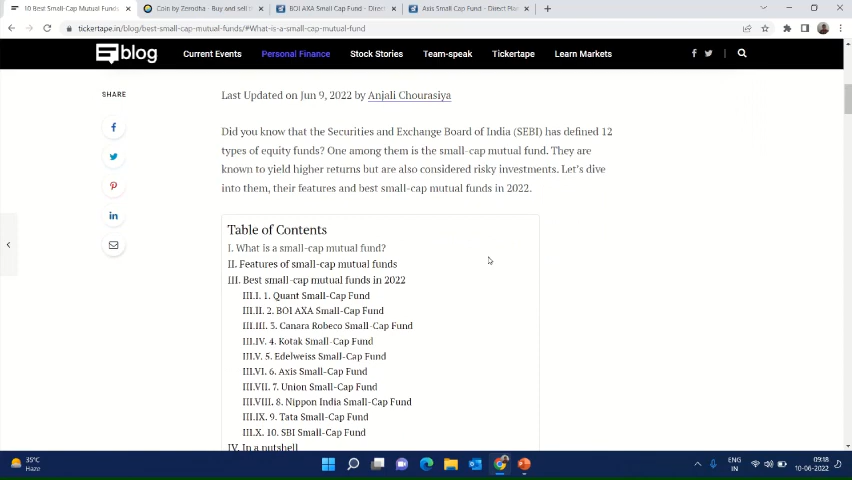 10 Best Small-Cap Mutual Funds
Coin by Zerodha - Buy and sell
BOI AXA Small Cap Fund - Direct
Axis Small Cap Fund - Direct Plan
tickertape.in/blog/best-small-cap-mutual-funds/#What-is-a-small-cap-mutual-fund
blog
Current Events
Personal Finance
Stock Stories
Team-speak
Tickertape
Learn Markets
SHARE
Last Updated on Jun 9, 2022 by Anjali Chourasiya
Did you know that the Securities and Exchange Board of India (SEBI) has defined 12
types of equity funds? One among them is the small-cap mutual fund. They are
known to yield higher returns but are also considered risky investments. Let’s dive
into them, their features and best small-cap mutual funds in 2022.
Table of Contents
I. What is a small-cap mutual fund?
II. Features of small-cap mutual funds
III. Best small-cap mutual funds in 2022
III.I. 1. Quant Small-Cap Fund
III.II. 2. BOI AXA Small-Cap Fund
III.III. 3. Canara Robeco Small-Cap Fund
III.IV. 4. Kotak Small-Cap Fund
III.V. 5. Edelweiss Small-Cap Fund
III.VI. 6. Axis Small-Cap Fund
III.VII. 7. Union Small-Cap Fund
III.VIII. 8. Nippon India Small-Cap Fund
III.IX. 9. Tata Small-Cap Fund
III.X. 10. SBI Small-Cap Fund
IV. In a nutshell
35°C
Haze
ENG
IN
09:18
10-06-2022